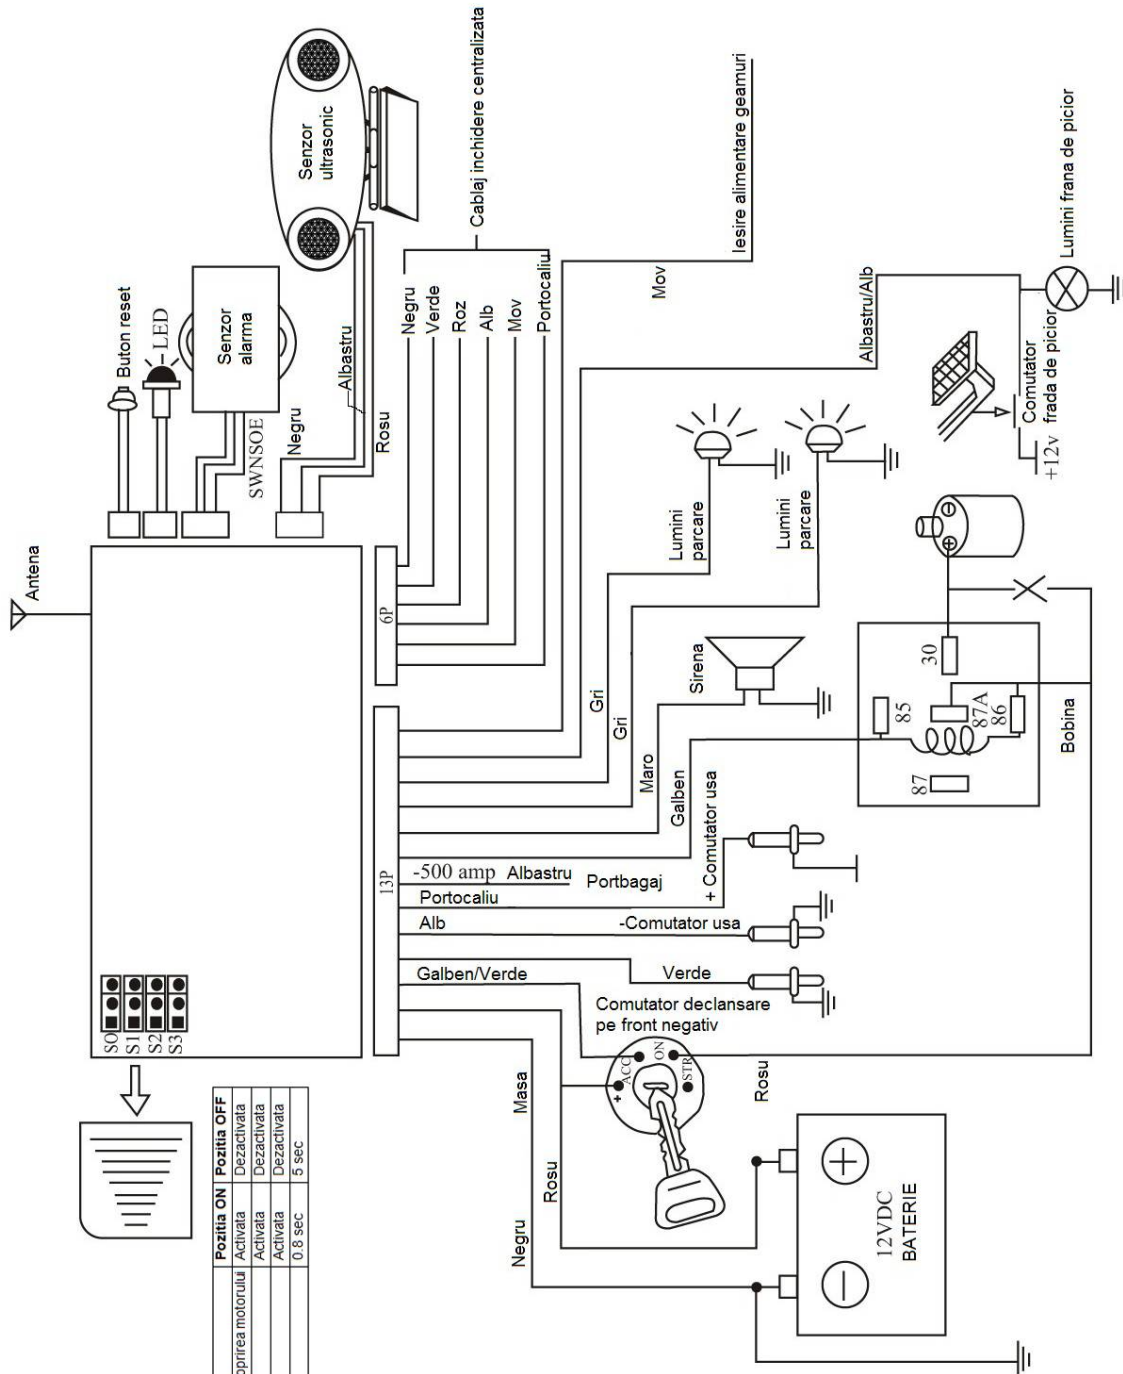 Antena
Buton reset
LED
Senzor
alarma
SWNSOE
Senzor
ultrasonic
Negru
Albastru
Rosu
Cablaj inchidere centralizata
Negru
Verde
Roz
Alb
Mov
Portocaliu
6P
13P
Mov
Iesire alimentare geamuri
Albastru/Alb
Lumini frana de picior
Comutator
frada de picior
+12v
Lumini
parcare
Lumini
parcare
Gri
Gri
Sirena
Maro
Galben
30
85
87A
86
87
Bobina
-500 amp Albastru
Portbagaj
Portocaliu
+ Comutator usa
Alb
-Comutator usa
Verde
Galben/Verde
Comutator declansare
pe front negativ
+
ACC
ON
STR
Masa
Rosu
Rosu
Negru
12VDC
BATERIE
S0
S1
S2
S3
Pozitia ON Pozitia OFF
oprirea motorului Activata Dezactivata
Activata Dezactivata
Activata Dezactivata
0.8 sec 5 sec